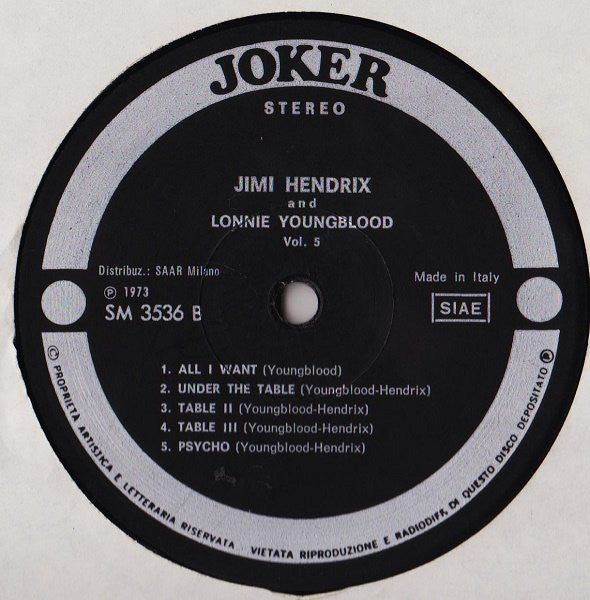 JOKER
STEREO
JIMI HENDRIX
and
LONNIE YOUNGBLOOD
Vol. 5
Distribuz.: SAAR Milano
Ⓟ 1973
SM 3536 B
Made in Italy
SIAE
1. ALL I WANT (Youngblood)
2. UNDER THE TABLE (Youngblood-Hendrix)
3. TABLE II (Youngblood-Hendrix)
4. TABLE III (Youngblood-Hendrix)
5. PSYCHO (Youngblood-Hendrix)
© PROPRIETÀ ARTISTICA E LETTERARIA RISERVATA . VIETATA RIPRODUZIONE E RADIODIFF. DI QUESTO DISCO DEPOSITATO Ⓟ